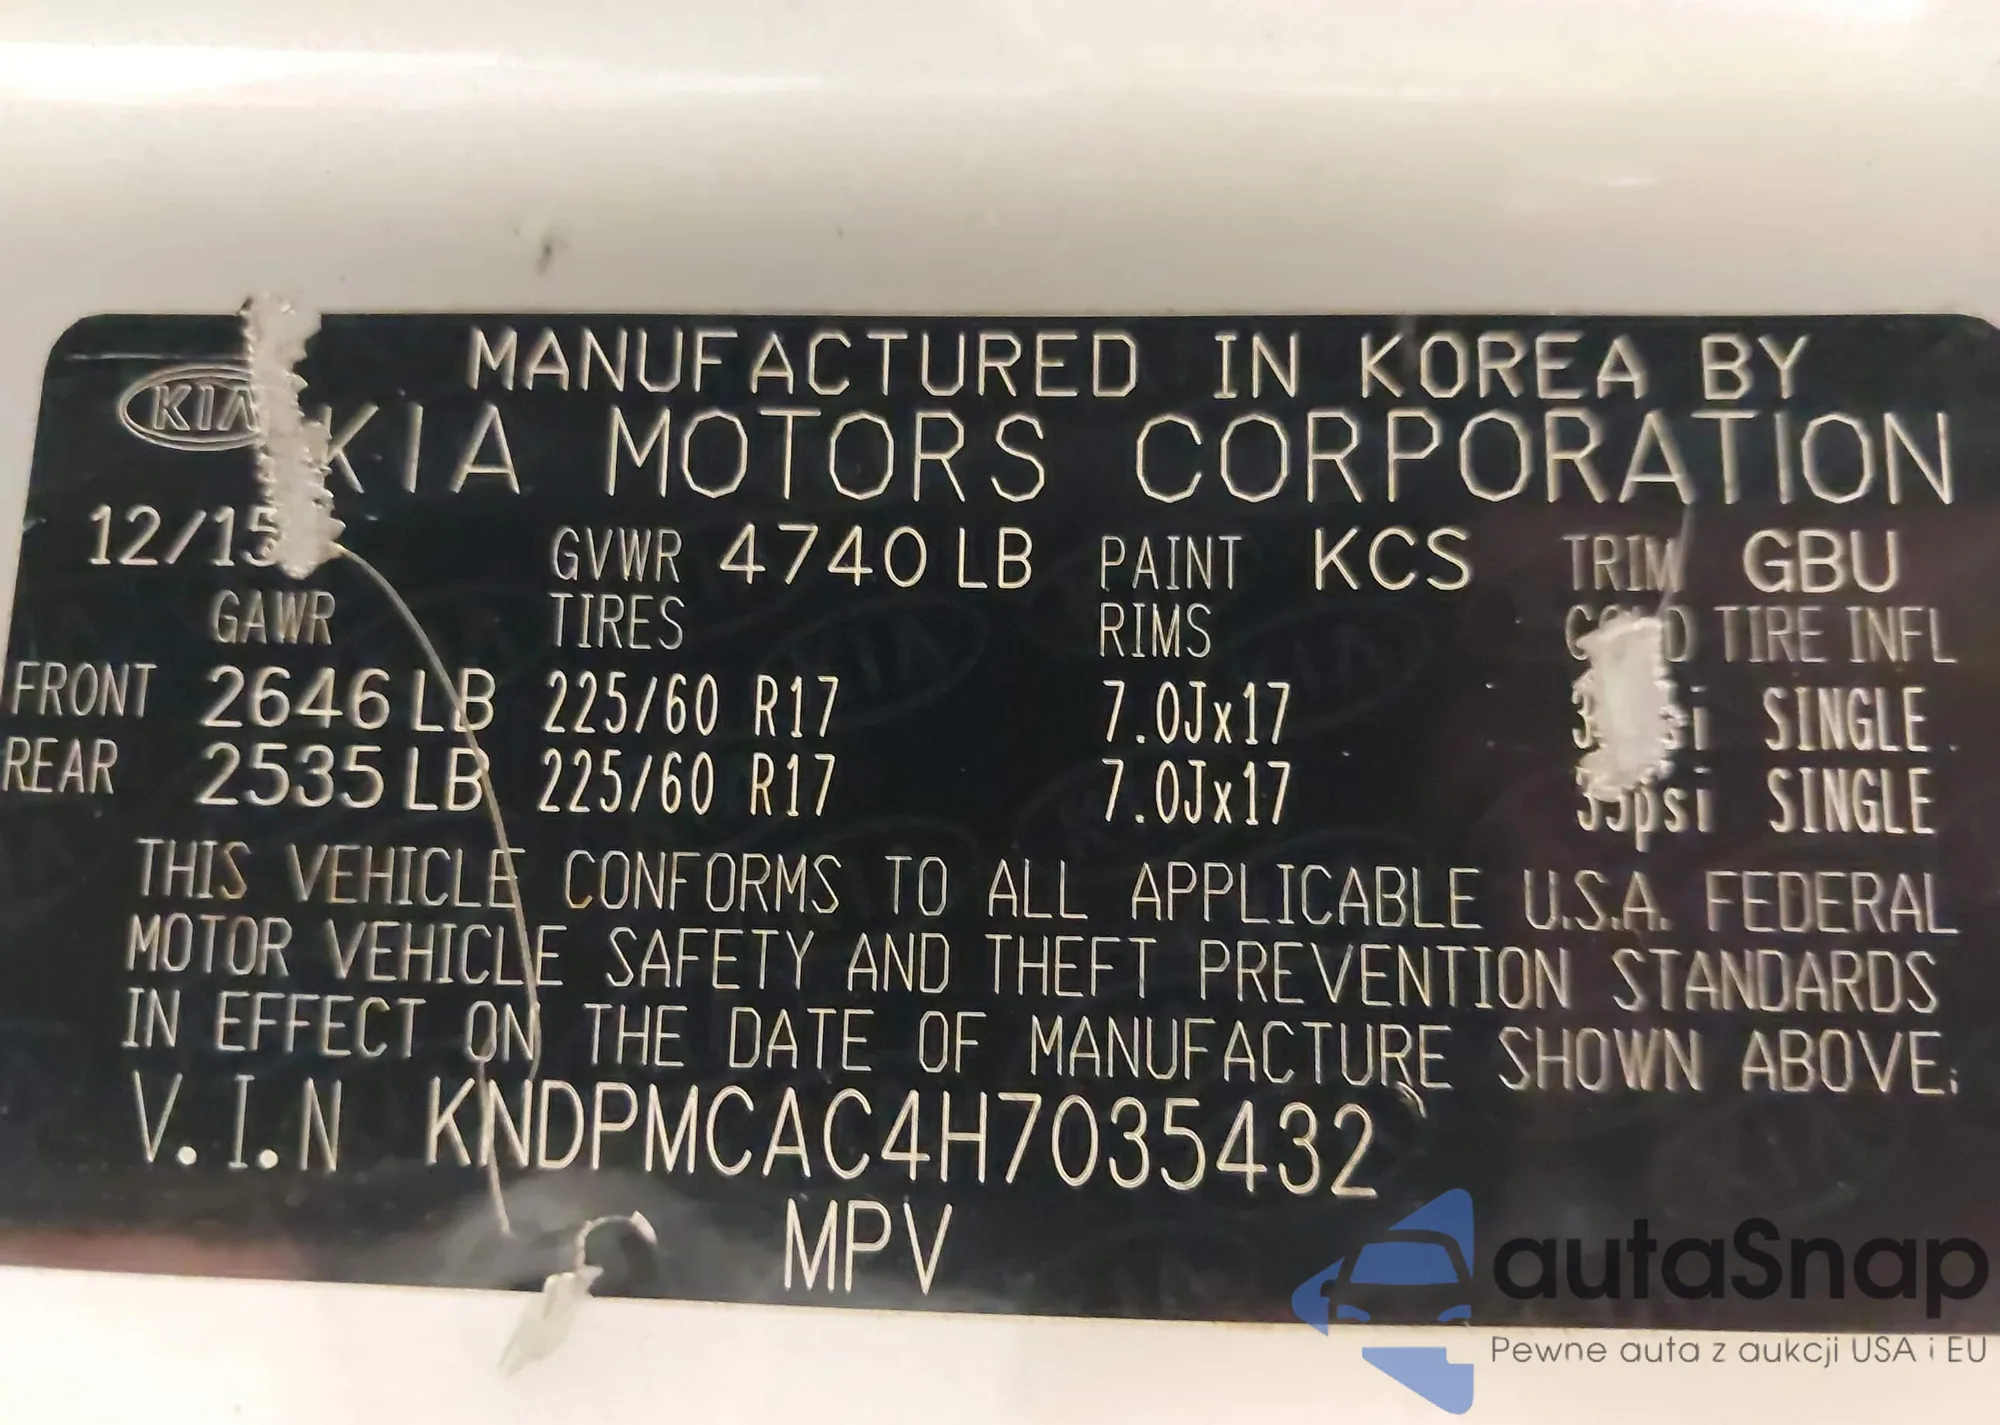 MANUFACTURED IN KOREA BY
KIA KIA MOTORS CORPORATION
12/15 GVWR 4740 LB PAINT KCS TRIM GBU
GAWR TIRES RIMS TIRE INFL
FRONT 2646 LB 225/60 R17 7.0Jx17 SINGLE
REAR 2535 LB 225/60 R17 7.0Jx17 33psi SINGLE
THIS VEHICLE CONFORMS TO ALL APPLICABLE U.S.A. FEDERAL
MOTOR VEHICLE SAFETY AND THEFT PREVENTION STANDARDS
IN EFFECT ON THE DATE OF MANUFACTURE SHOWN ABOVE.
V.I.N KNDPMCAC4H7035432
MPV
autaSnap
Pewne auta z aukcji USA i EU